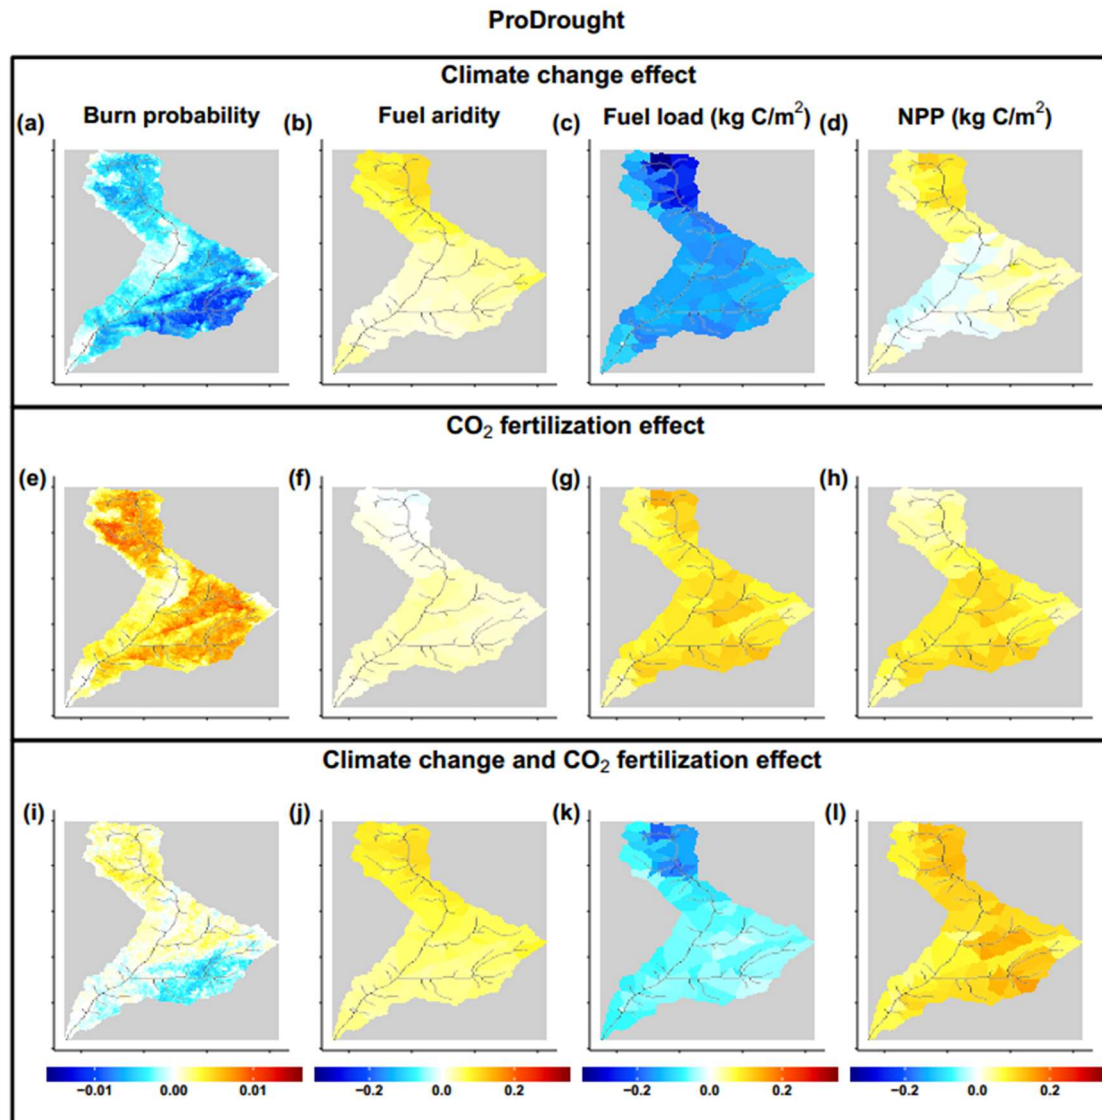 ProDrought
Climate change effect
(a) Burn probability (b) Fuel aridity (c) Fuel load (kg C/m²) (d) NPP (kg C/m²)
CO₂ fertilization effect
(e) (f) (g) (h)
Climate change and CO₂ fertilization effect
(i) (j) (k) (l)
−0.01 0.00 0.01 −0.2 0.0 0.2 −0.2 0.0 0.2 −0.2 0.0 0.2